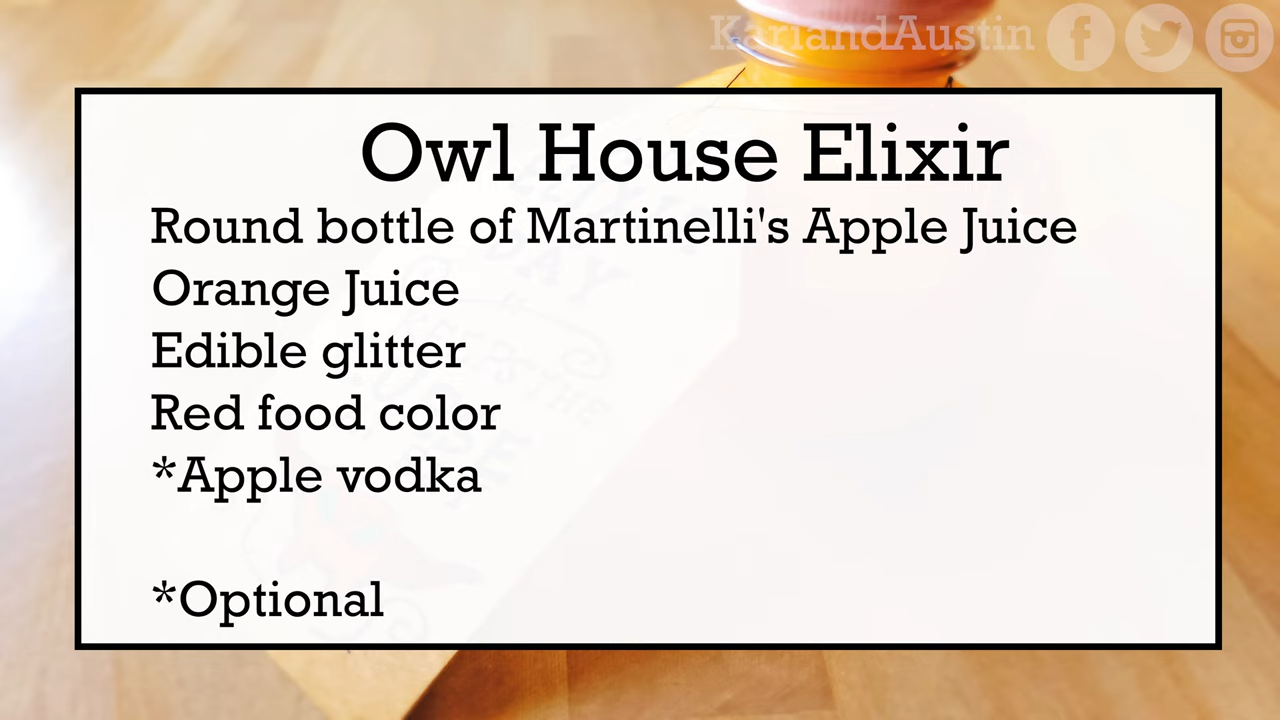 KariandAustin
Owl House Elixir
Round bottle of Martinelli's Apple Juice
Orange Juice
Edible glitter
Red food color
*Apple vodka
*Optional